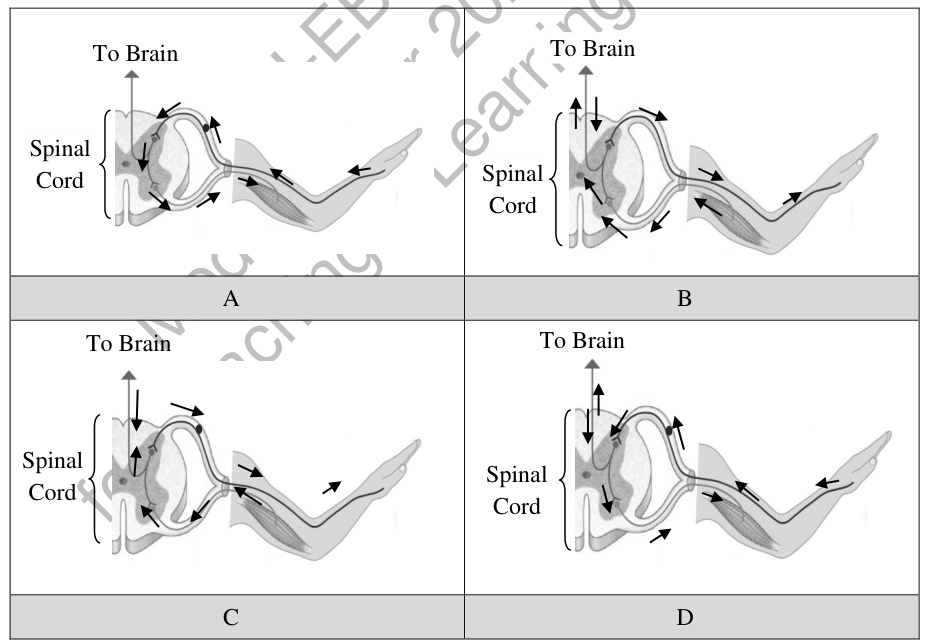 To Brain
Spinal
Cord
To Brain
Spinal
Cord
A
B
To Brain
Spinal
Cord
To Brain
Spinal
Cord
C
D